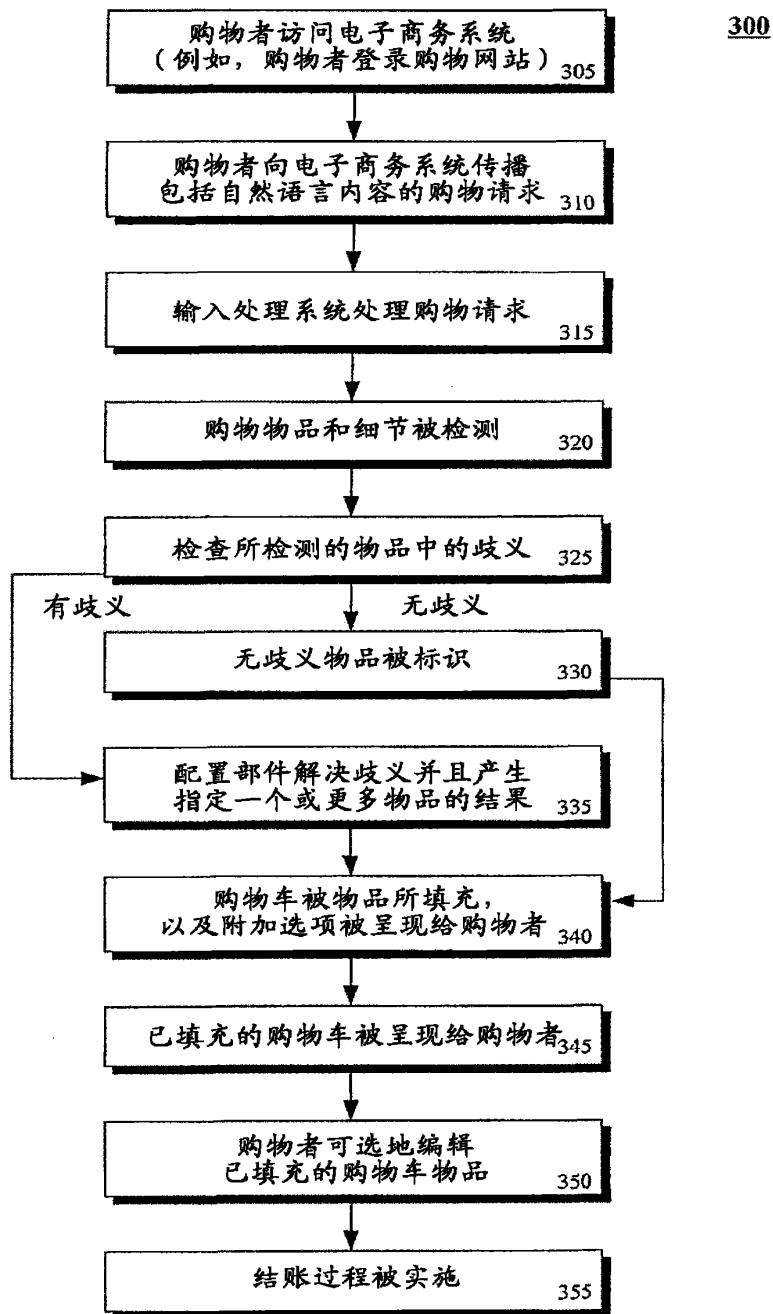 300
购物者访问电子商务系统
(例如，购物者登录购物网站)
305
购物者向电子商务系统传播
包括自然语言内容的购物请求
310
输入处理系统处理购物请求
315
购物物品和细节被检测
320
检查所检测的物品中的歧义
325
有歧义
无歧义
无歧义物品被标识
330
配置部件解决歧义并且产生
指定一个或更多物品的结果
335
购物车被物品所填充，
以及附加选项被呈现给购物者
340
已填充的购物车被呈现给购物者
345
购物者可选地编辑
已填充的购物车物品
350
结账过程被实施
355